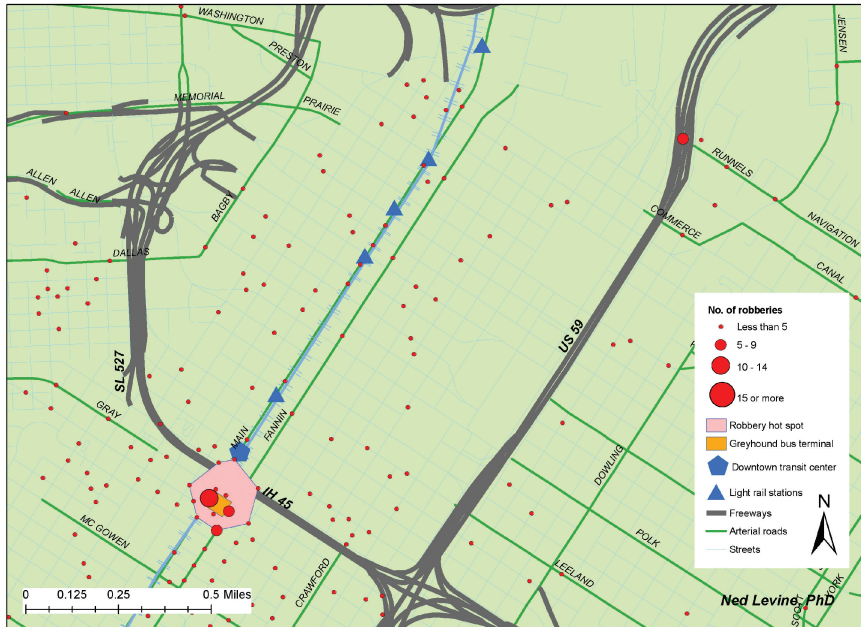 WASHINGTON
PRESTON
JENSEN
MEMORIAL
PRAIRIE
RUNNELS
ALLEN
ALLEN
BAGBY
COMMERCE
NAVIGATION
DALLAS
CANAL
US 59
SL 527
No. of robberies
Less than 5
5 - 9
10 - 14
15 or more
Robbery hot spot
Greyhound bus terminal
Downtown transit center
Light rail stations
Freeways
Arterial roads
Streets
N
GRAY
MAIN
FANNIN
DOWLING
IH 45
MC GOWEN
POLK
CRAWFORD
LEELAND
YORK
0 0.125 0.25 0.5 Miles
Ned Levine, PhD